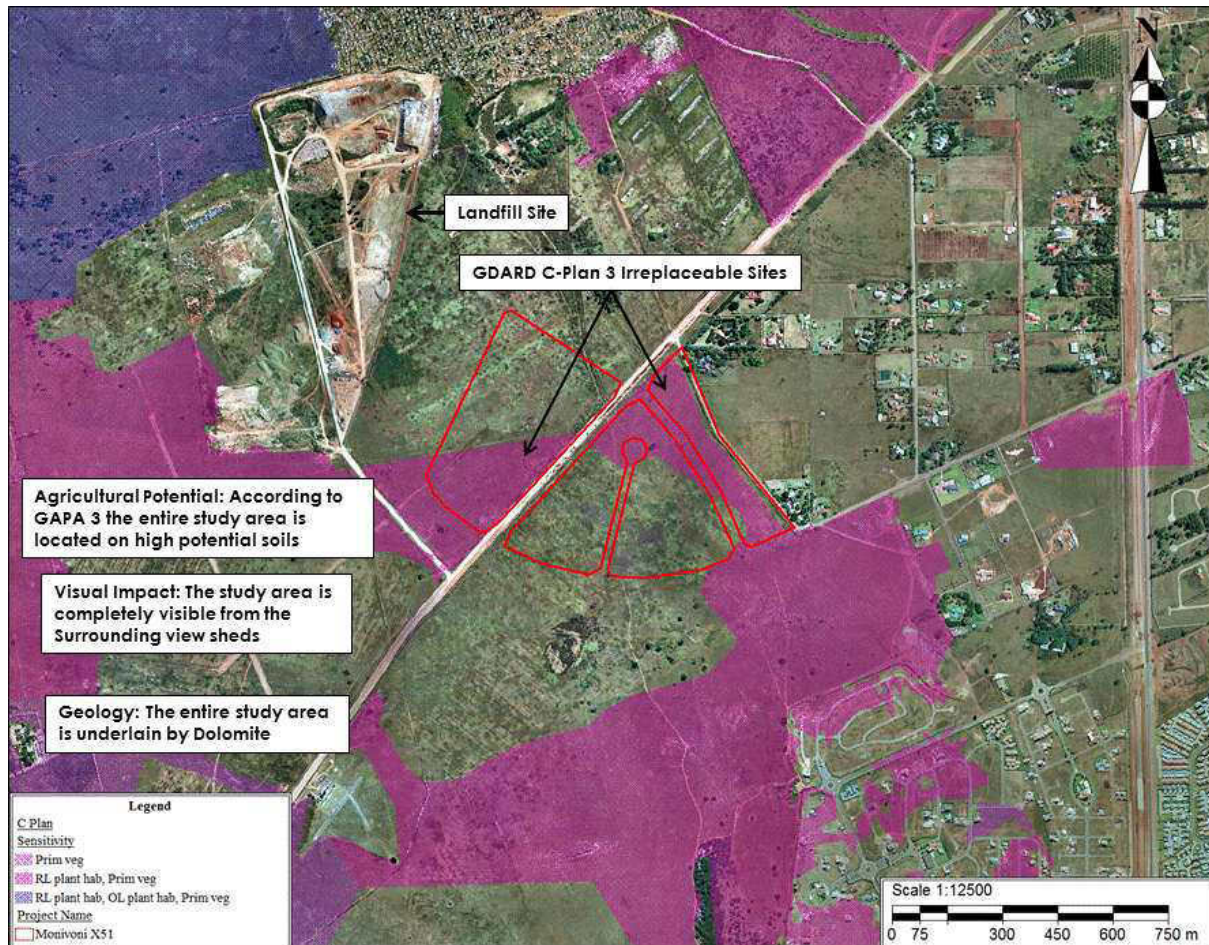 N
Landfill Site
GDARD C-Plan 3 Irreplaceable Sites
Agricultural Potential: According to
GAPA 3 the entire study area is
located on high potential soils
Visual Impact: The study area is
completely visible from the
Surrounding view sheds
Geology: The entire study area
is underlain by Dolomite
Legend
C Plan
Sensitivity
Prim veg
RL plant hab, Prim veg
RL plant hab, OL plant hab, Prim veg
Project Name
Monivoni X51
Scale 1:12500
0 75 300 450 600 750 m